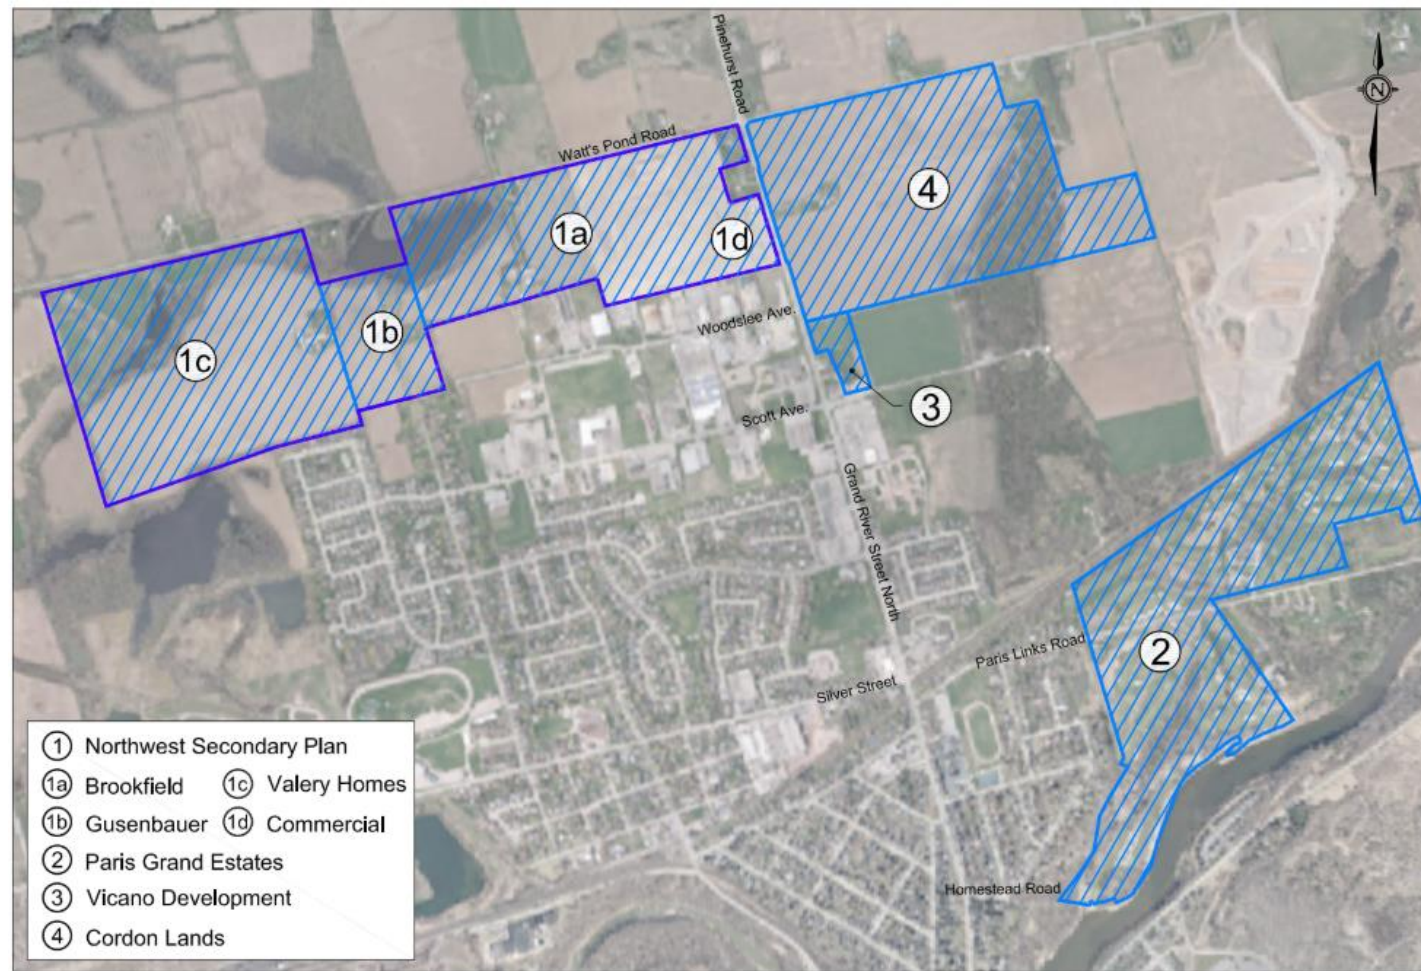 Pinehurst Road
N
Watt's Pond Road
4
1a
1d
1b
1c
Woodslee Ave.
3
Scott Ave.
Grand River Street North
Paris Links Road
2
Silver Street
Homestead Road
1 Northwest Secondary Plan
1a Brookfield 1c Valery Homes
1b Gusenbauer 1d Commercial
2 Paris Grand Estates
3 Vicano Development
4 Cordon Lands